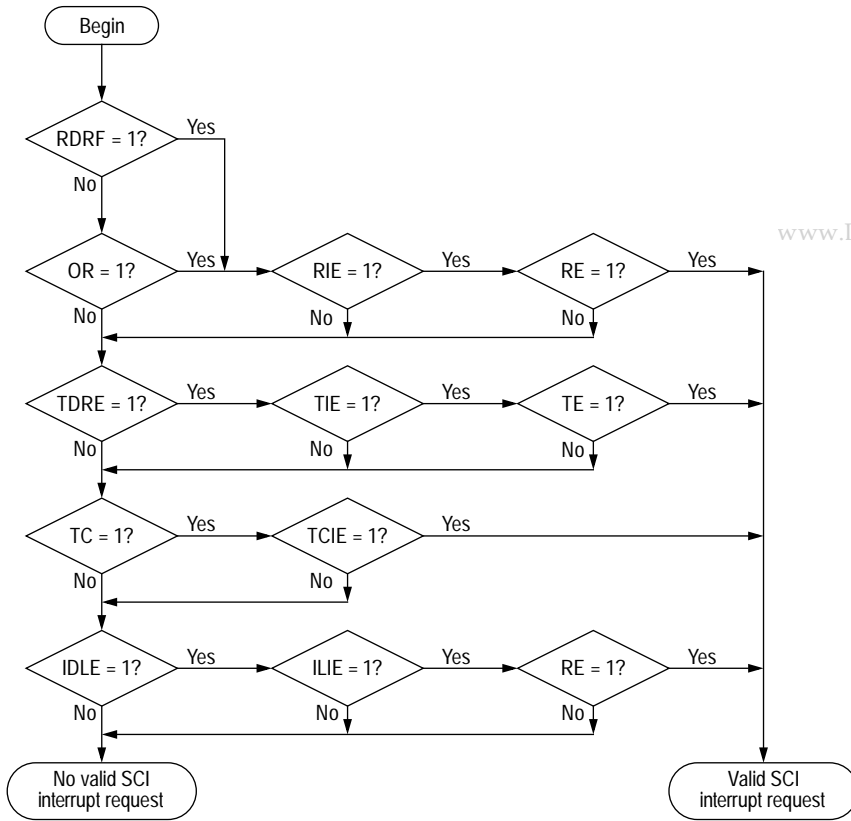 Begin
RDRF = 1?
Yes
No
www.
OR = 1?
Yes
RIE = 1?
Yes
RE = 1?
Yes
No
No
No
TDRE = 1?
Yes
TIE = 1?
Yes
TE = 1?
Yes
No
No
No
TC = 1?
Yes
TCIE = 1?
Yes
No
No
IDLE = 1?
Yes
ILIE = 1?
Yes
RE = 1?
Yes
No
No
No
No valid SCI
interrupt request
Valid SCI
interrupt request